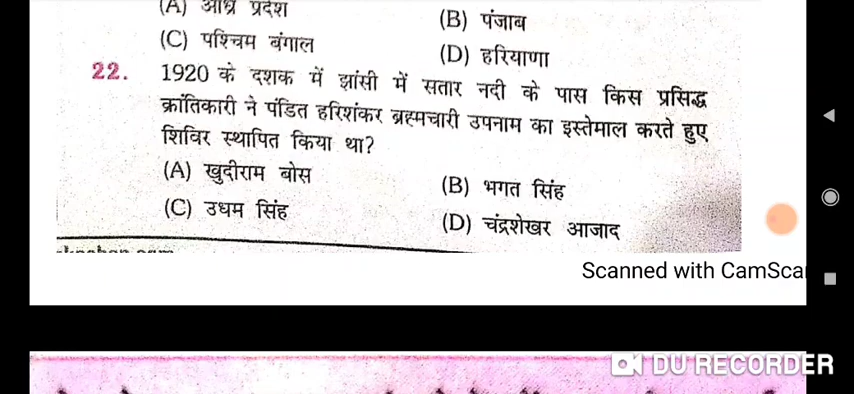 (A) आंध्र प्रदेश
(B) पंजाब
(C) पश्चिम बंगाल
(D) हरियाणा
22. 1920 के दशक में झांसी में सतार नदी के पास किस प्रसिद्ध
क्रांतिकारी ने पंडित हरिशंकर ब्रह्मचारी उपनाम का इस्तेमाल करते हुए
शिविर स्थापित किया था?
(A) खुदीराम बोस
(B) भगत सिंह
(C) उधम सिंह
(D) चंद्रशेखर आजाद
Scanned with CamSca
DU RECORDER